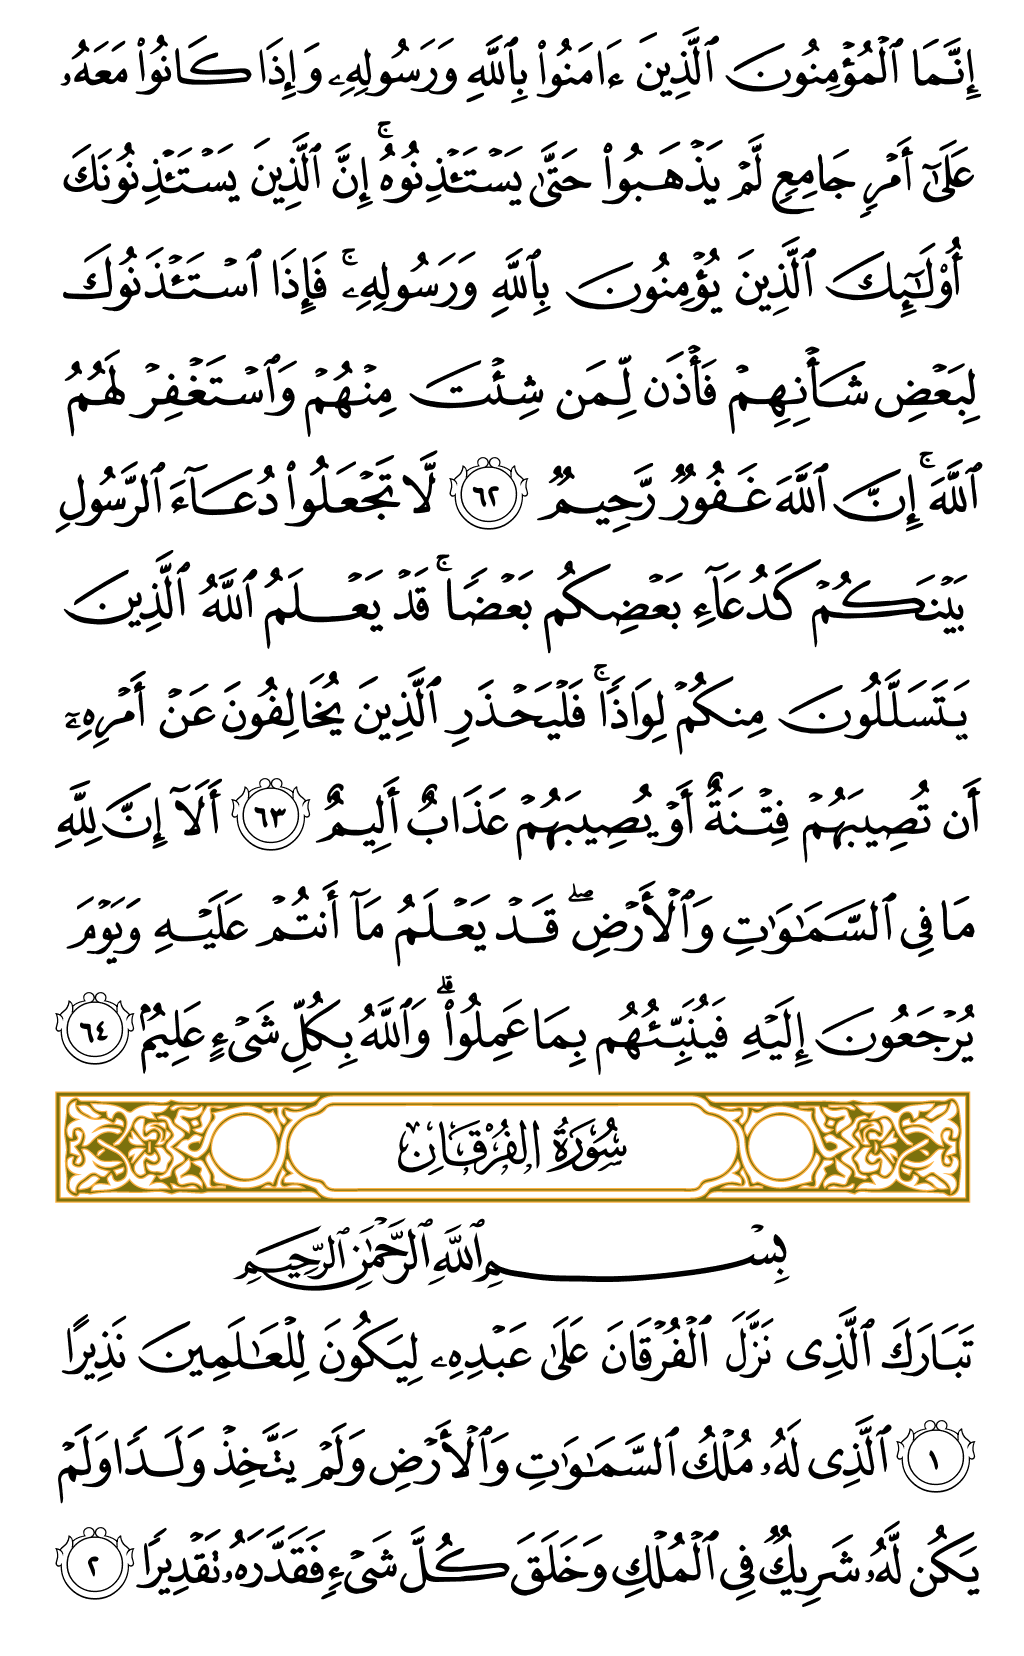 إِنَّمَا ٱلْمُؤْمِنُونَ ٱلَّذِينَ ءَامَنُوا۟ بِٱللَّهِ وَرَسُولِهِۦ وَإِذَا كَانُوا۟ مَعَهُۥ
عَلَىٰٓ أَمْرٍ جَامِعٍ لَّمْ يَذْهَبُوا۟ حَتَّىٰ يَسْتَـْٔذِنُوهُ ۚ إِنَّ ٱلَّذِينَ يَسْتَـْٔذِنُونَكَ
أُو۟لَـٰٓئِكَ ٱلَّذِينَ يُؤْمِنُونَ بِٱللَّهِ وَرَسُولِهِۦ ۚ فَإِذَا ٱسْتَـْٔذَنُوكَ
لِبَعْضِ شَأْنِهِمْ فَأْذَن لِّمَن شِئْتَ مِنْهُمْ وَٱسْتَغْفِرْ لَهُمُ
ٱللَّهَ ۚ إِنَّ ٱللَّهَ غَفُورٌ رَّحِيمٌ ٦٢ لَّا تَجْعَلُوا۟ دُعَآءَ ٱلرَّسُولِ
بَيْنَكُمْ كَدُعَآءِ بَعْضِكُم بَعْضًا ۚ قَدْ يَعْلَمُ ٱللَّهُ ٱلَّذِينَ
يَتَسَلَّلُونَ مِنكُمْ لِوَاذًا ۚ فَلْيَحْذَرِ ٱلَّذِينَ يُخَالِفُونَ عَنْ أَمْرِهِۦٓ
أَن تُصِيبَهُمْ فِتْنَةٌ أَوْ يُصِيبَهُمْ عَذَابٌ أَلِيمٌ ٦٣ أَلَآ إِنَّ لِلَّهِ
مَا فِى ٱلسَّمَـٰوَٰتِ وَٱلْأَرْضِ ۖ قَدْ يَعْلَمُ مَآ أَنتُمْ عَلَيْهِ وَيَوْمَ
يُرْجَعُونَ إِلَيْهِ فَيُنَبِّئُهُم بِمَا عَمِلُوا۟ ۗ وَٱللَّهُ بِكُلِّ شَىْءٍ عَلِيمٌۢ ٦٤
سُورَةُ الفُرْقَانِ
بِسْمِ ٱللَّهِ ٱلرَّحْمَـٰنِ ٱلرَّحِيمِ
تَبَارَكَ ٱلَّذِى نَزَّلَ ٱلْفُرْقَانَ عَلَىٰ عَبْدِهِۦ لِيَكُونَ لِلْعَـٰلَمِينَ نَذِيرًا
١ ٱلَّذِى لَهُۥ مُلْكُ ٱلسَّمَـٰوَٰتِ وَٱلْأَرْضِ وَلَمْ يَتَّخِذْ وَلَدًا وَلَمْ
يَكُن لَّهُۥ شَرِيكٌ فِى ٱلْمُلْكِ وَخَلَقَ كُلَّ شَىْءٍ فَقَدَّرَهُۥ تَقْدِيرًا ٢